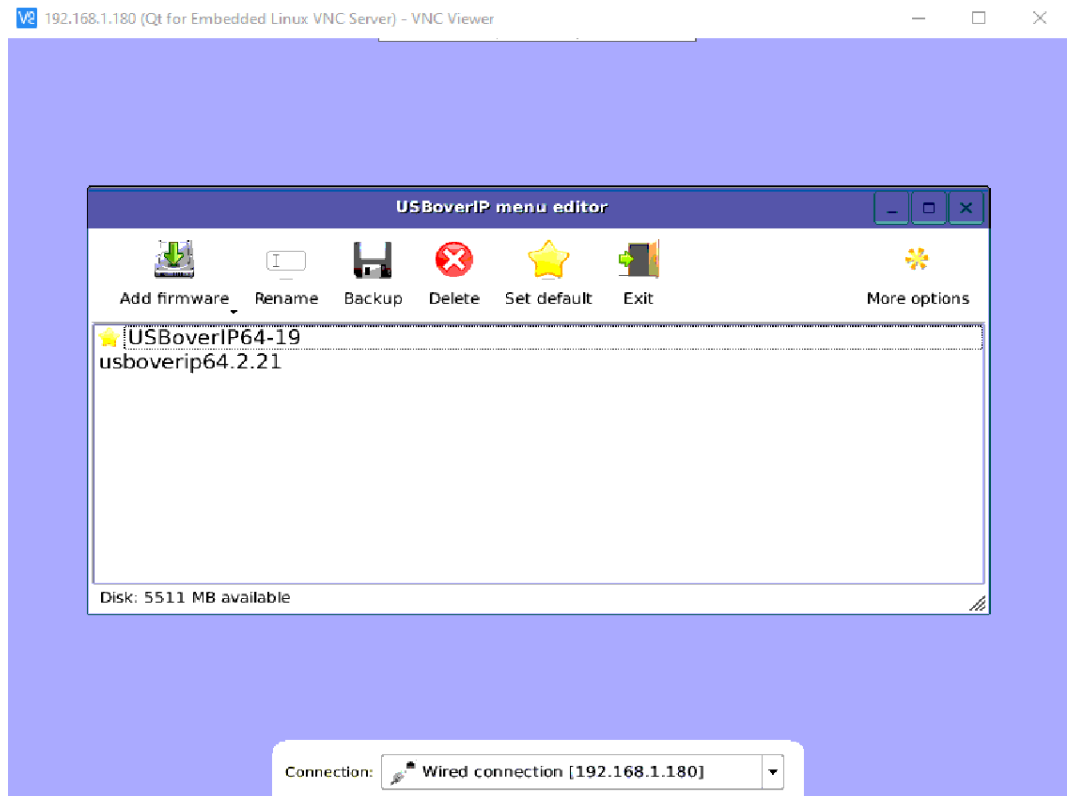 192.168.1.180 (Qt for Embedded Linux VNC Server) - VNC Viewer
USBoverIP menu editor
Add firmware Rename Backup Delete Set default Exit More options
USBoverIP64-19
usboverip64.2.21
Disk: 5511 MB available
Connection: Wired connection [192.168.1.180]